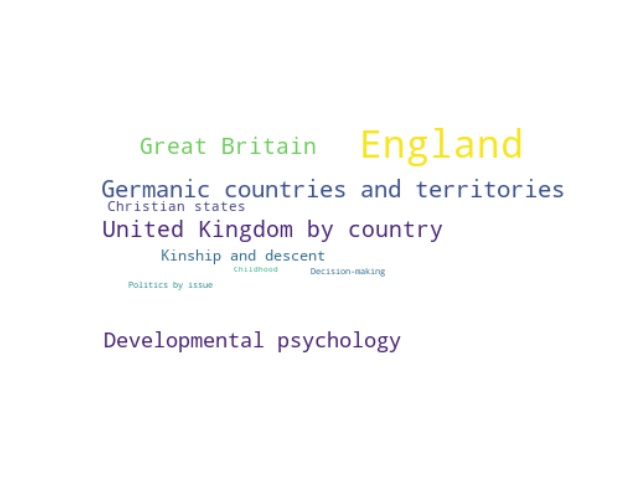 Great Britain
England
Germanic countries and territories
Christian states
United Kingdom by country
Kinship and descent
Childhood
Decision-making
Politics by issue
Developmental psychology